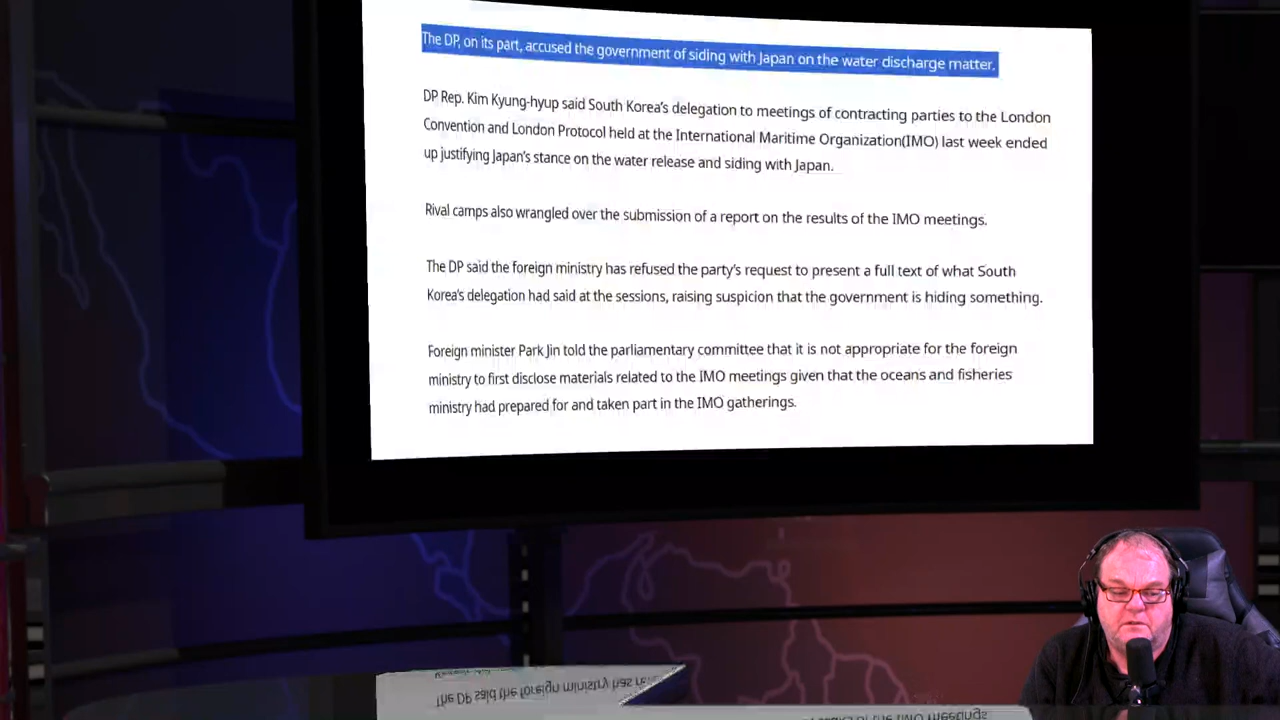 The DP, on its part, accused the government of siding with Japan on the water discharge matter.
DP Rep. Kim Kyung-hyup said South Korea's delegation to meetings of contracting parties to the London
Convention and London Protocol held at the International Maritime Organization(IMO) last week ended
up justifying Japan's stance on the water release and siding with Japan.
Rival camps also wrangled over the submission of a report on the results of the IMO meetings.
The DP said the foreign ministry has refused the party's request to present a full text of what South
Korea's delegation had said at the sessions, raising suspicion that the government is hiding something.
Foreign minister Park Jin told the parliamentary committee that it is not appropriate for the foreign
ministry to first disclose materials related to the IMO meetings given that the oceans and fisheries
ministry had prepared for and taken part in the IMO gatherings.
The DP said the foreign ministry has
of the IMO meetings